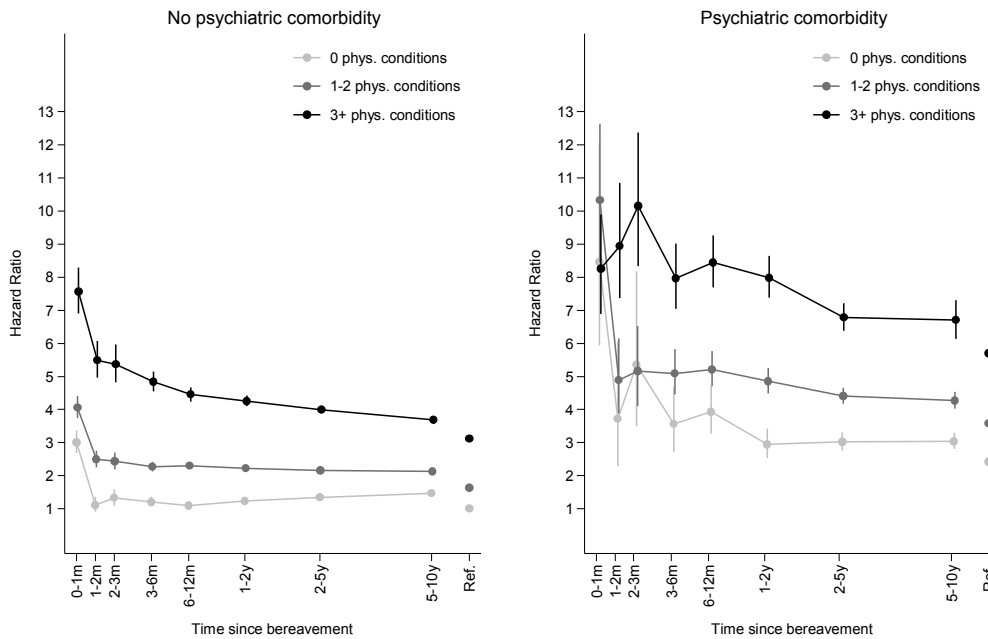 No psychiatric comorbidity
0 phys. conditions
1-2 phys. conditions
3+ phys. conditions
13
12
11
10
9
8
7
6
5
4
3
2
1
Hazard Ratio
0-1m
1-2m
2-3m
3-6m
6-12m
1-2y
2-5y
5-10y
Ref.
Time since bereavement
Psychiatric comorbidity
0 phys. conditions
1-2 phys. conditions
3+ phys. conditions
13
12
11
10
9
8
7
6
5
4
3
2
1
Hazard Ratio
0-1m
1-2m
2-3m
3-6m
6-12m
1-2y
2-5y
5-10y
Ref.
Time since bereavement